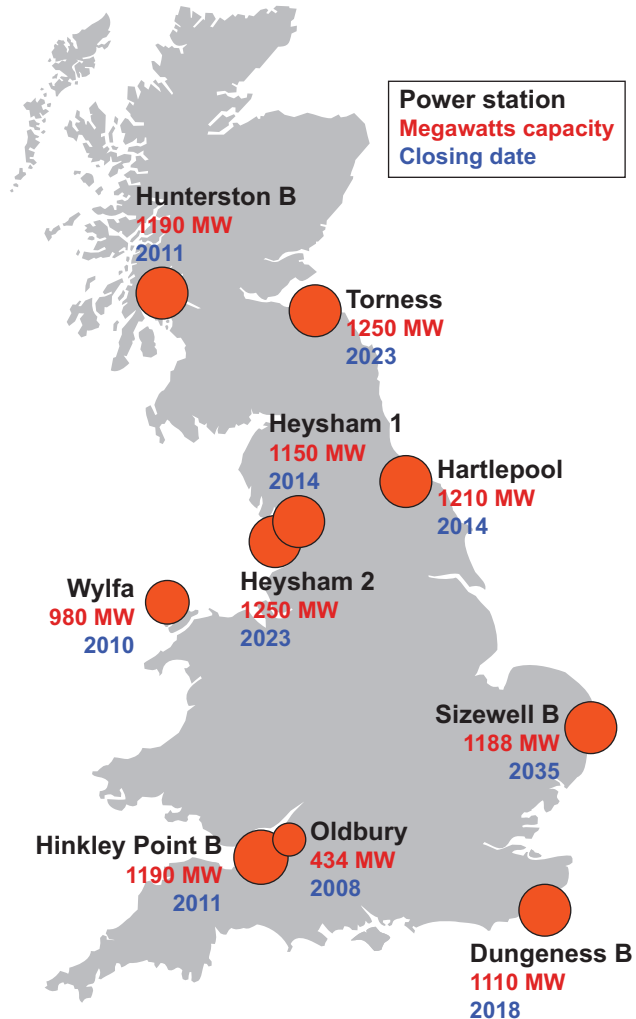 Power station
Megawatts capacity
Closing date
Hunterston B
1190 MW
2011
Torness
1250 MW
2023
Heysham 1
1150 MW
2014
Hartlepool
1210 MW
2014
Heysham 2
1250 MW
2023
Wylfa
980 MW
2010
Sizewell B
1188 MW
2035
Oldbury
434 MW
2008
Hinkley Point B
1190 MW
2011
Dungeness B
1110 MW
2018